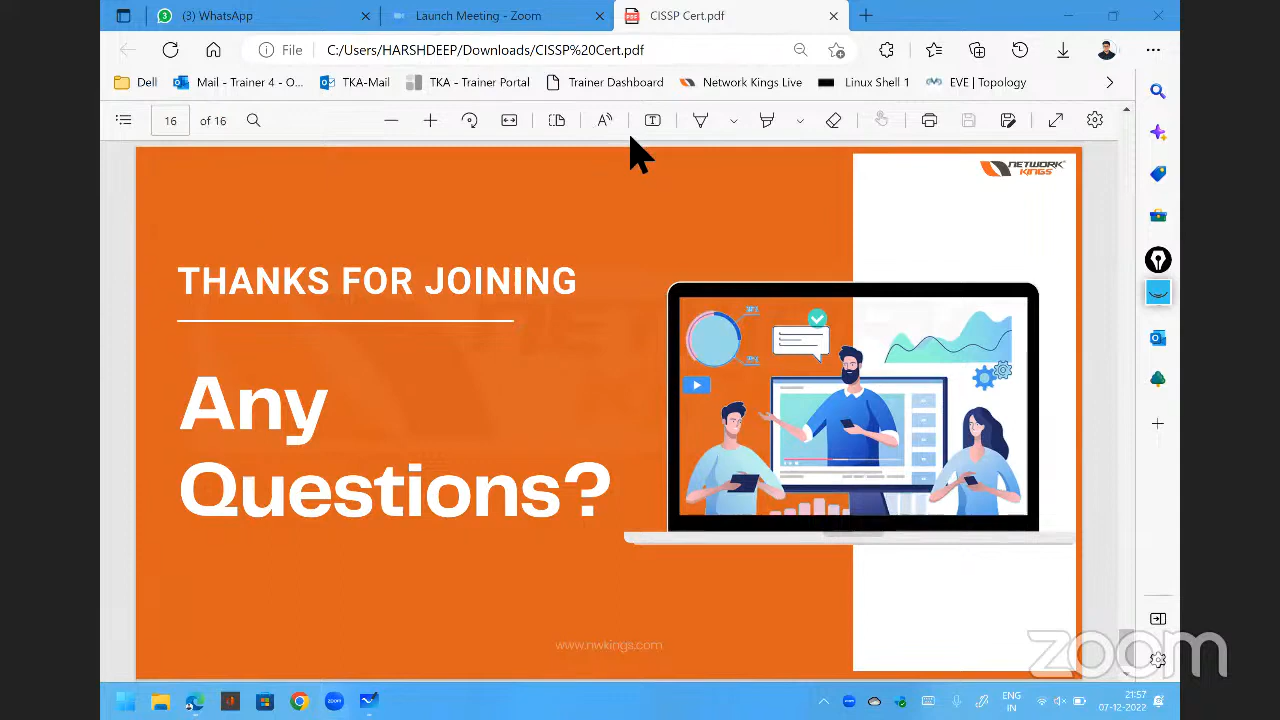 (3) WhatsApp
Launch Meeting - Zoom
CISSP Cert.pdf
File
C:/Users/HARSHDEEP/Downloads/CISSP%20Cert.pdf
Dell
Mail - Trainer 4 - O...
TKA-Mail
TKA - Trainer Portal
Trainer Dashboard
Network Kings Live
Linux Shell 1
EVE | Topology
16
of 16
NETWORK
KINGS
THANKS FOR JOINING
Any
Questions?
www.nwkings.com
zoom
ENG
IN
21:57
07-12-2022